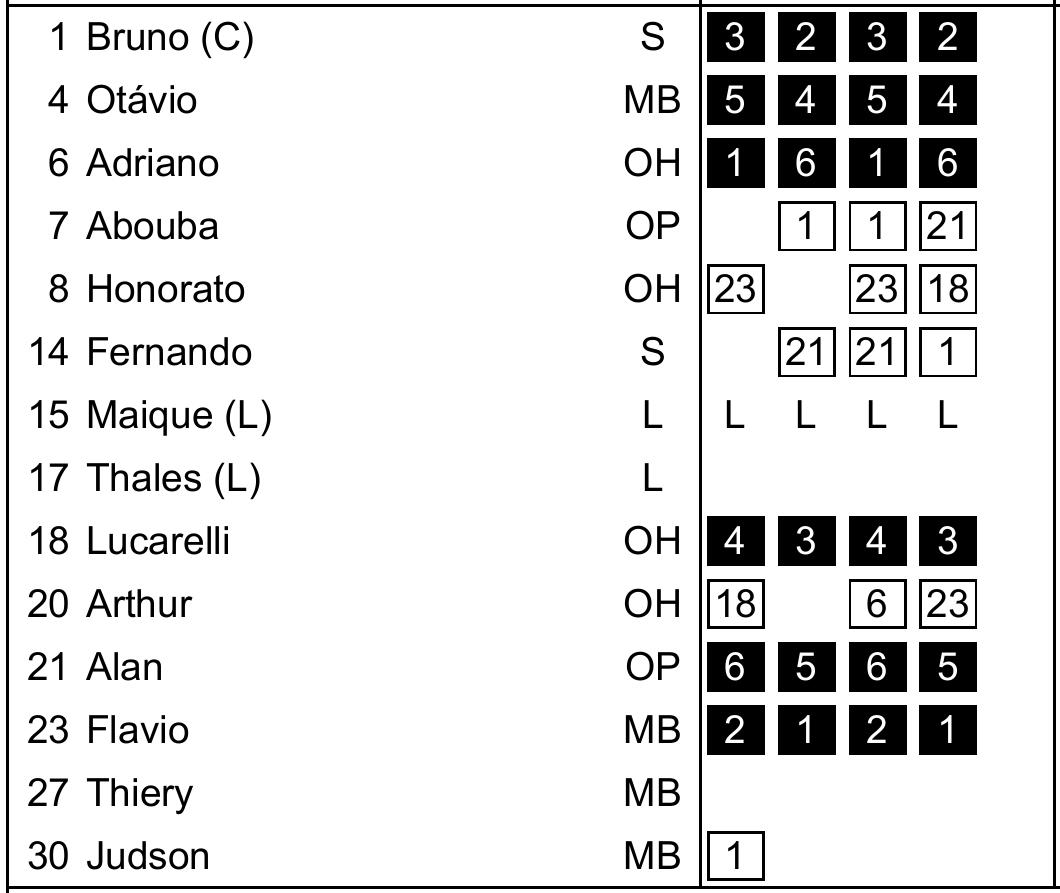 1 Bruno (C) S 3 2 3 2
4 Otávio MB 5 4 5 4
6 Adriano OH 1 6 1 6
7 Abouba OP 1 1 21
8 Honorato OH 23 23 18
14 Fernando S 21 21 1
15 Maique (L) L L L L L
17 Thales (L) L
18 Lucarelli OH 4 3 4 3
20 Arthur OH 18 6 23
21 Alan OP 6 5 6 5
23 Flavio MB 2 1 2 1
27 Thiery MB
30 Judson MB 1